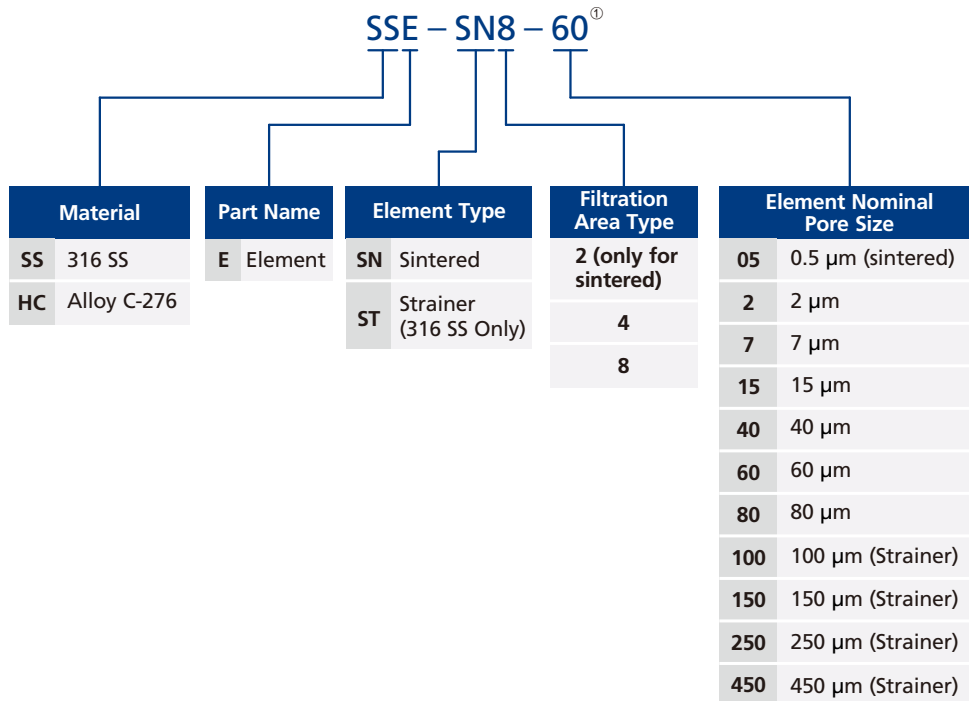 SSE – SN8 – 60①
Material
SS 316 SS
HC Alloy C-276
Part Name
E Element
Element Type
SN Sintered
ST Strainer
(316 SS Only)
Filtration
Area Type
2 (only for
sintered)
4
8
Element Nominal
Pore Size
05 0.5 μm (sintered)
2 2 μm
7 7 μm
15 15 μm
40 40 μm
60 60 μm
80 80 μm
100 100 μm (Strainer)
150 150 μm (Strainer)
250 250 μm (Strainer)
450 450 μm (Strainer)